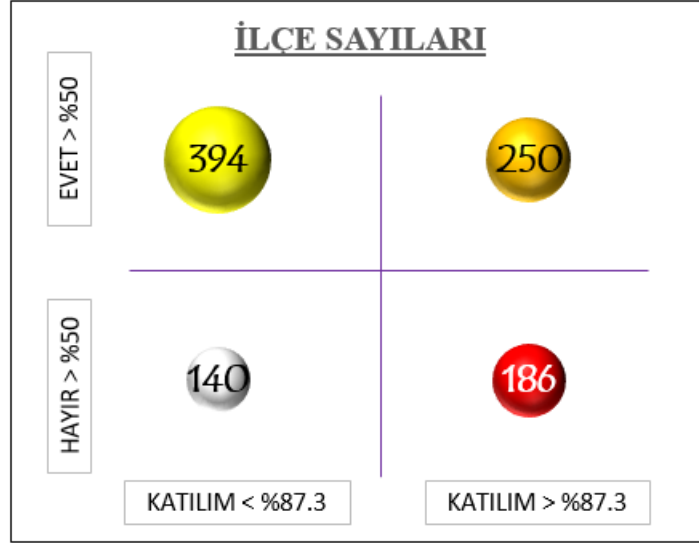 İLÇE SAYILARI
EVET > %50
394
250
HAYIR > %50
140
186
KATILIM < %87.3
KATILIM > %87.3